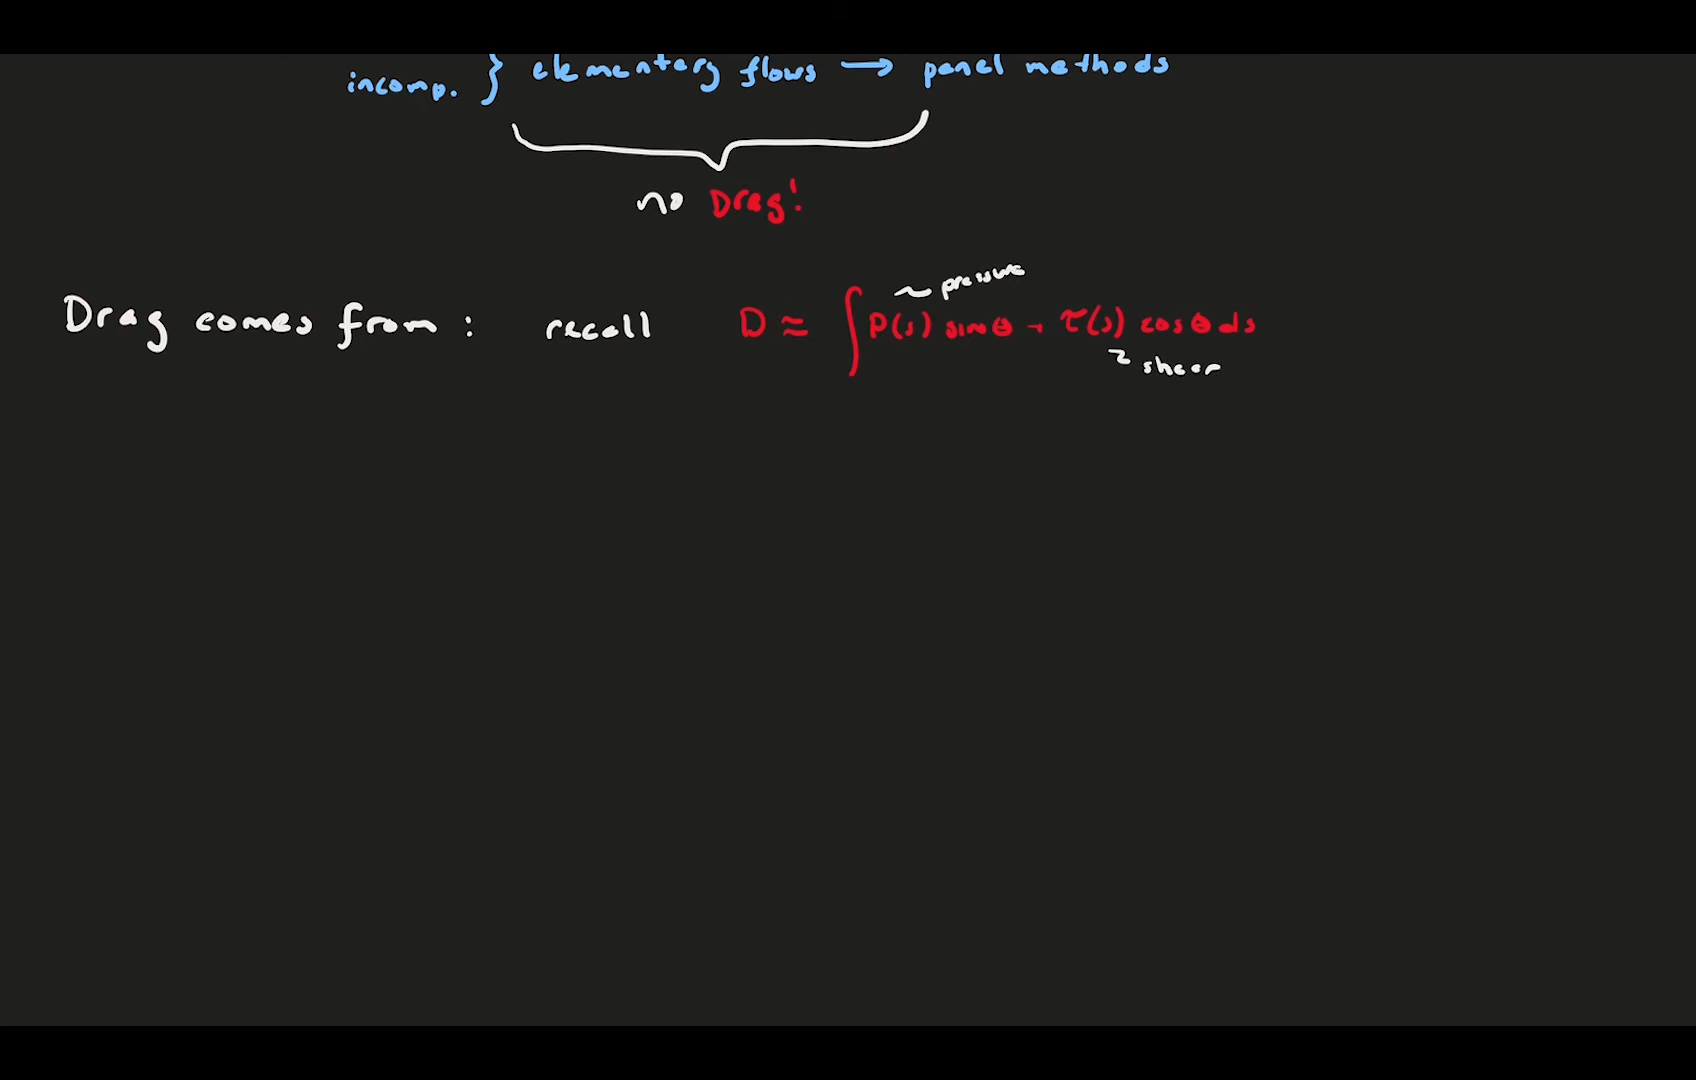 incomp. } elementary flows → panel methods
no Drag!
~ pressure
Drag comes from : recall D ≈ ∫ P(s) sinθ + τ(s) cosθ ds
~ shear